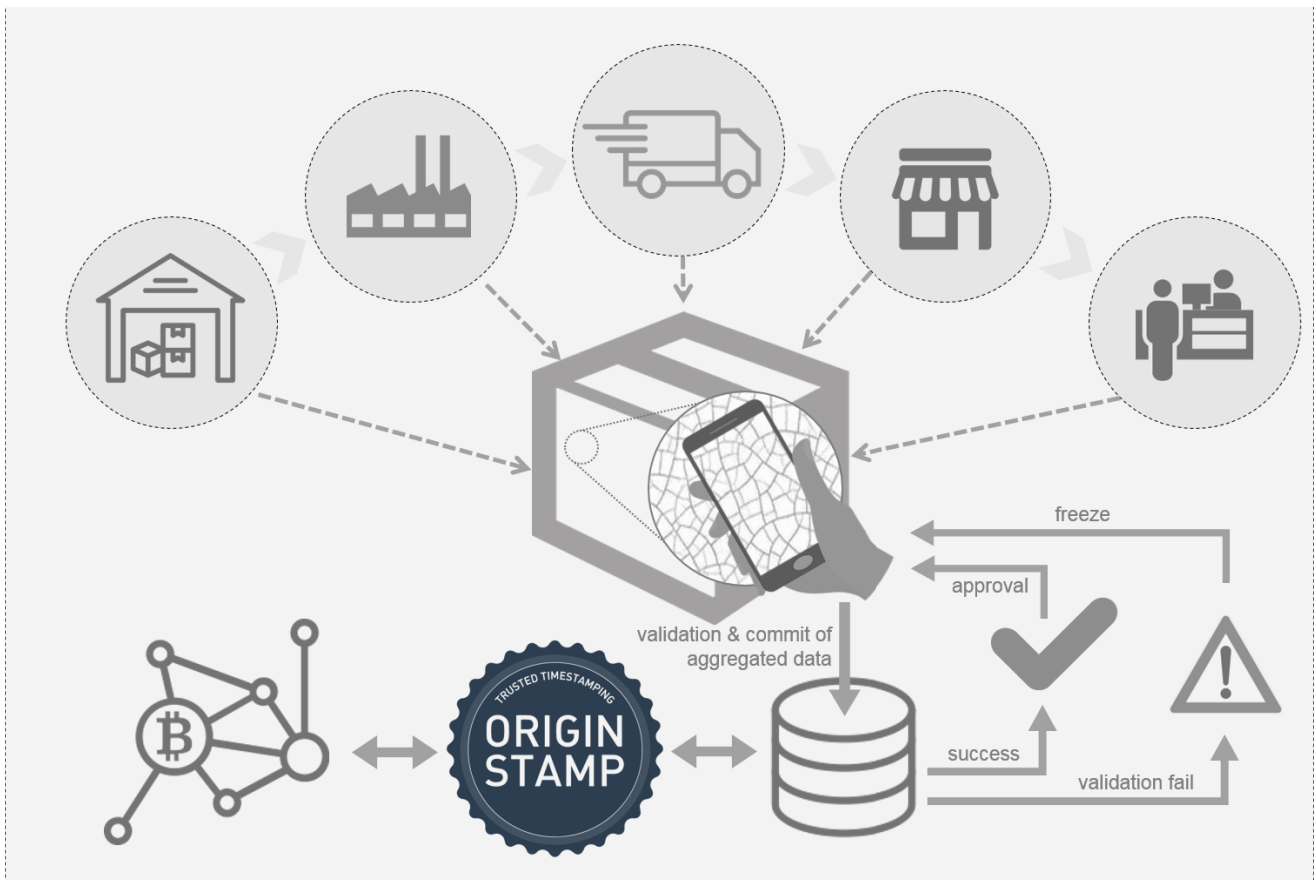 freeze
approval
validation & commit of
aggregated data
TRUSTED TIMESTAMPING
ORIGIN
STAMP
success
validation fail